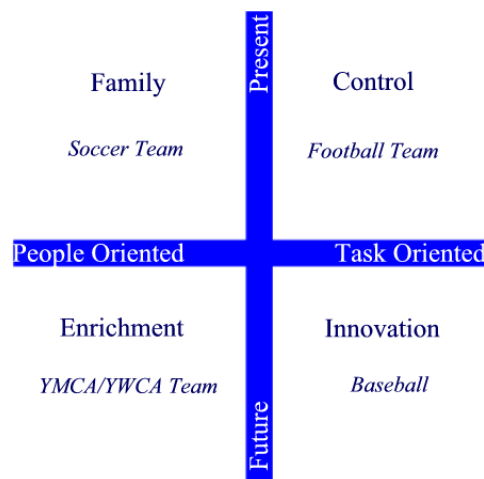 Present
Family
Control
Soccer Team
Football Team
People Oriented
Task Oriented
Enrichment
Innovation
YMCA/YWCA Team
Baseball
Future